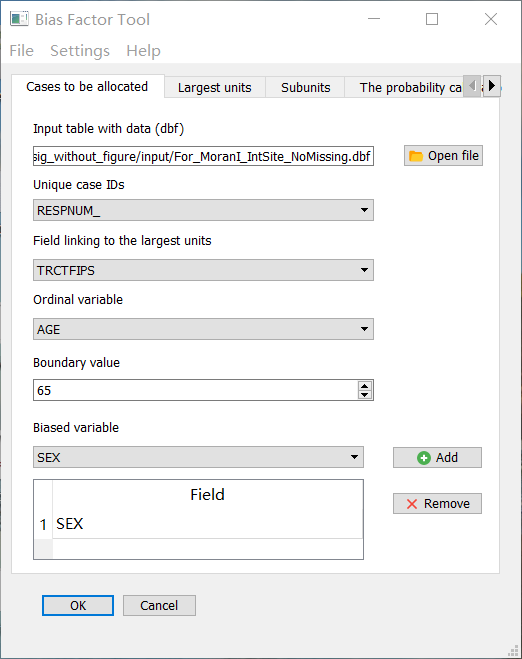 Bias Factor Tool
File Settings Help
Cases to be allocated Largest units Subunits The probability ca
Input table with data (dbf)
sig_without_figure/input/For_MoranI_IntSite_NoMissing.dbf Open file
Unique case IDs
RESPNUM_
Field linking to the largest units
TRCTFIPS
Ordinal variable
AGE
Boundary value
65
Biased variable
SEX Add
Field
Remove
1 SEX
OK Cancel